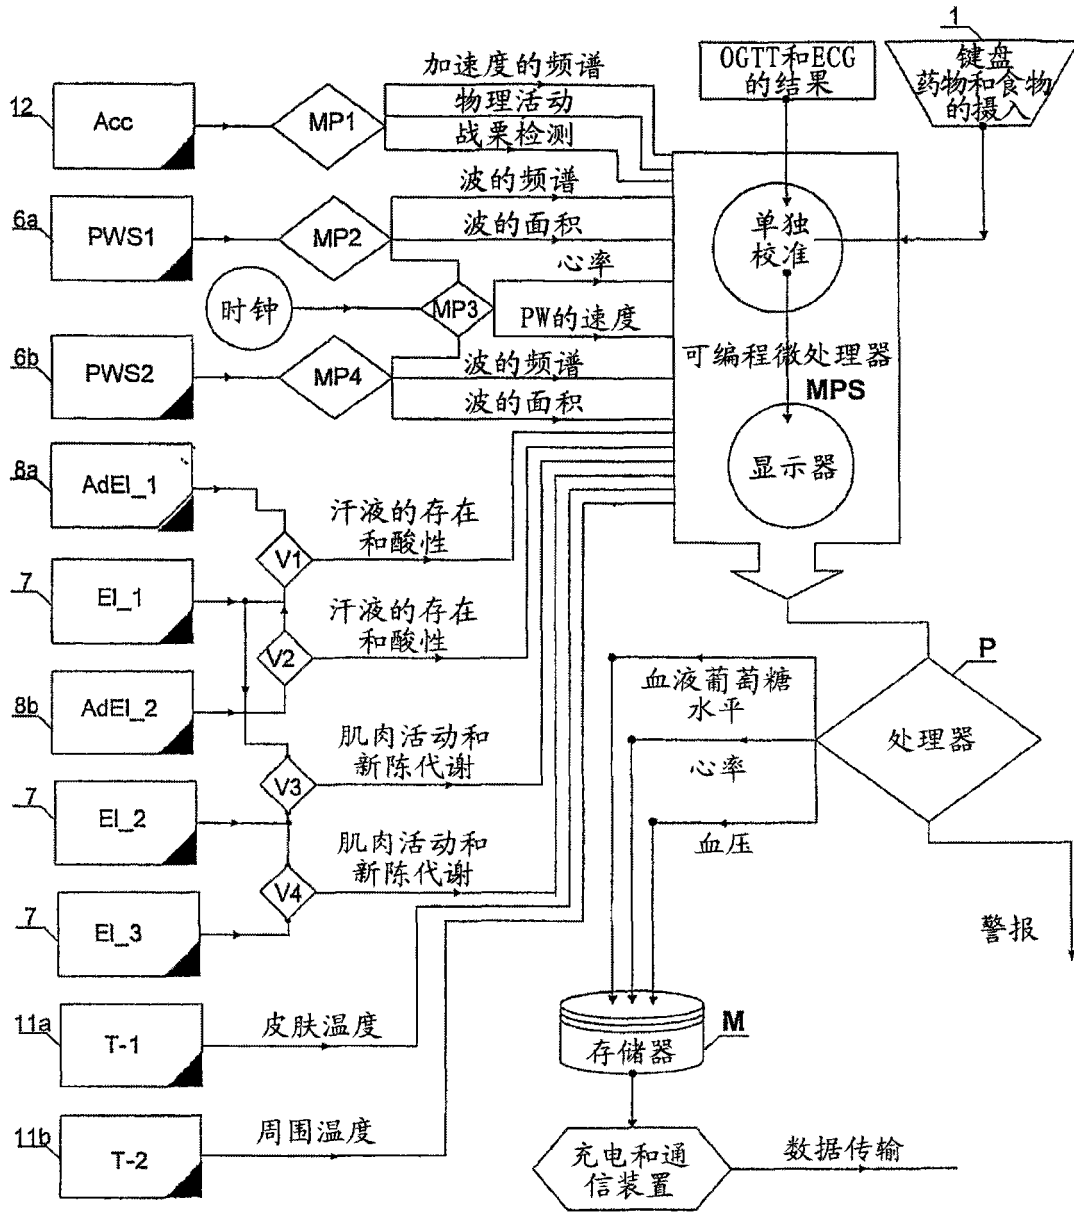 1
OGTT和ECG
的结果
键盘
药物和食物
的摄入
加速度的频谱
12
Acc
MP1
物理活动
战栗检测
波的频谱
6a
PWS1
MP2
波的面积
单独
校准
心率
时钟
MP3
PW的速度
6b
PWS2
MP4
波的频谱
可编程微处理器
MPS
波的面积
8a
AdEl_1
显示器
汗液的存在
和酸性
V1
7
El_1
汗液的存在
和酸性
V2
P
8b
AdEl_2
血液葡萄糖
水平
处理器
肌肉活动和
新陈代谢
V3
心率
7
El_2
血压
肌肉活动和
新陈代谢
V4
7
El_3
警报
11a
T-1
皮肤温度
存储器
M
11b
T-2
周围温度
充电和通
信装置
数据传输